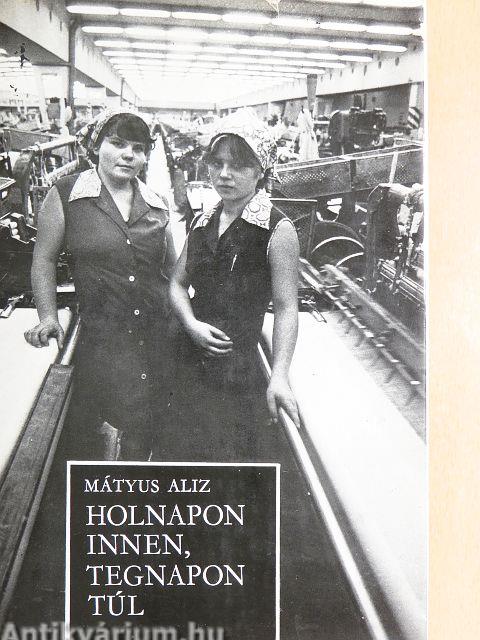 MÁTYUS ALIZ
HOLNAPON
INNEN,
TEGNAPON
TÚL
Antikvárium.hu